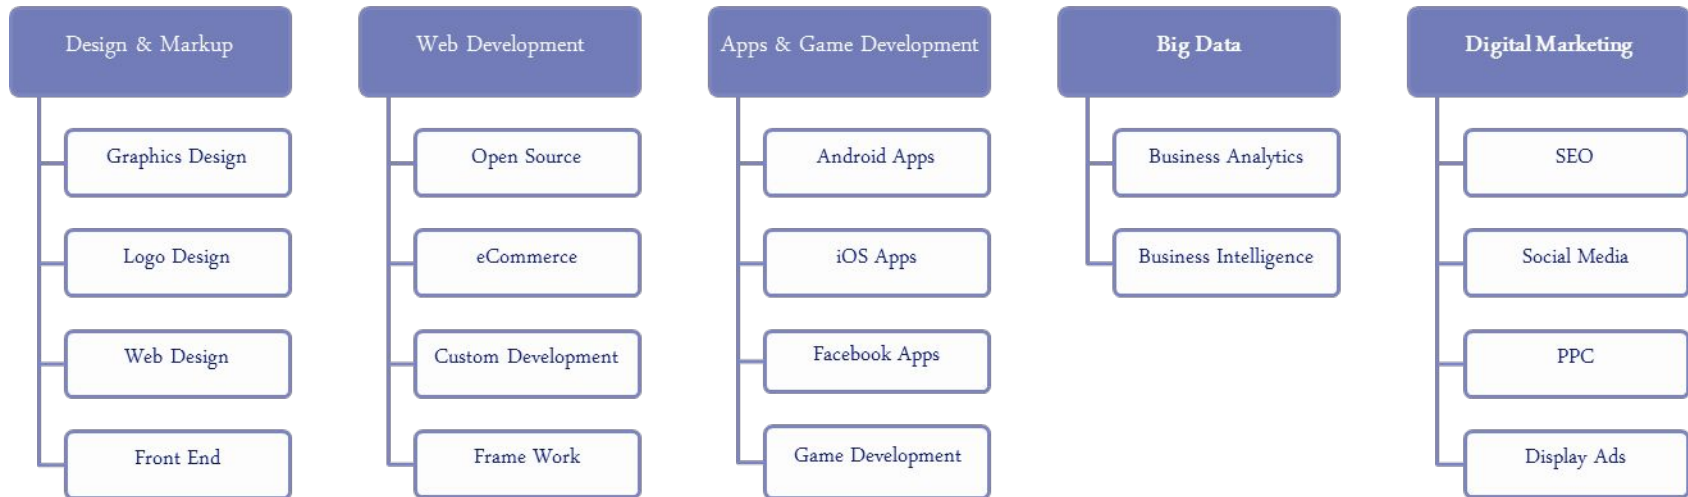 Design & Markup
Graphics Design
Logo Design
Web Design
Front End
Web Development
Open Source
eCommerce
Custom Development
Frame Work
Apps & Game Development
Android Apps
iOS Apps
Facebook Apps
Game Development
Big Data
Business Analytics
Business Intelligence
Digital Marketing
SEO
Social Media
PPC
Display Ads